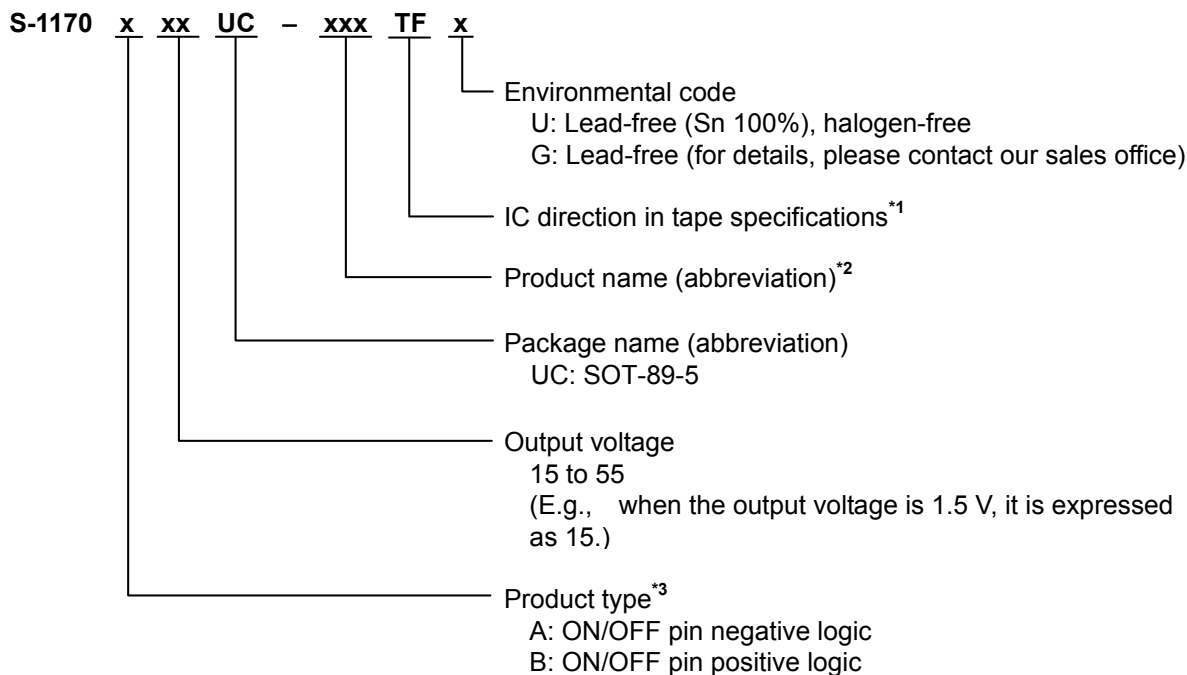 S-1170 x xx UC – xxx TF x
Environmental code
U: Lead-free (Sn 100%), halogen-free
G: Lead-free (for details, please contact our sales office)
IC direction in tape specifications*1
Product name (abbreviation)*2
Package name (abbreviation)
UC: SOT-89-5
Output voltage
15 to 55
(E.g., when the output voltage is 1.5 V, it is expressed
as 15.)
Product type*3
A: ON/OFF pin negative logic
B: ON/OFF pin positive logic